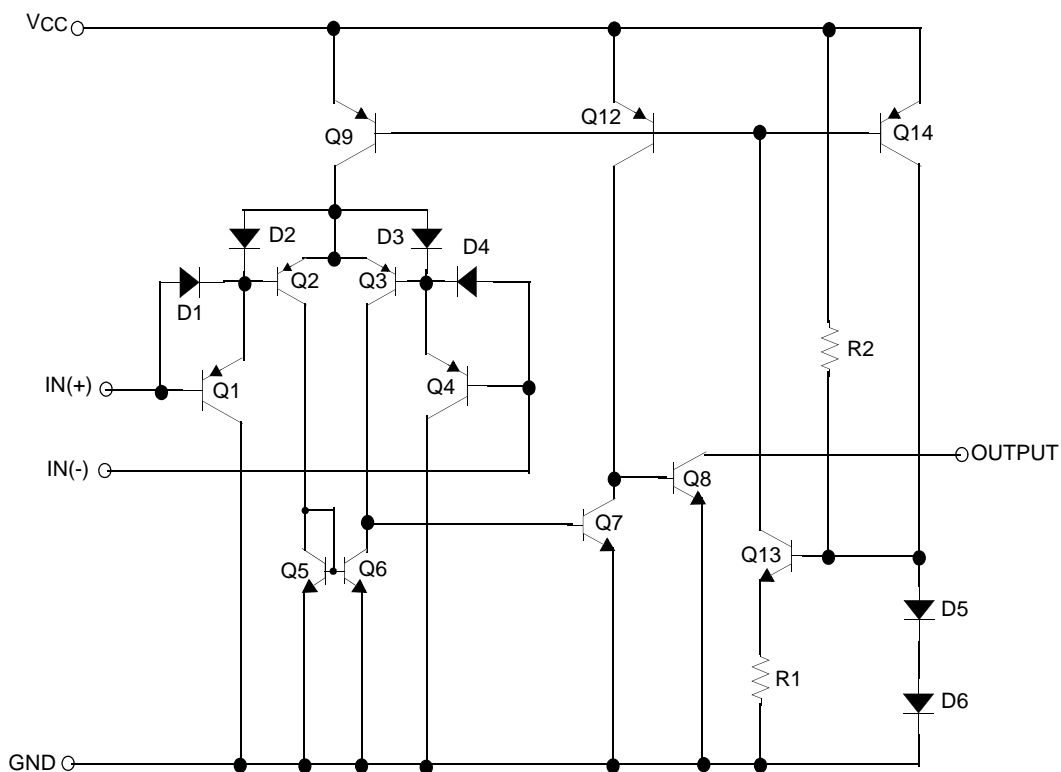 VCC
Q9
Q12
Q14
D2
D3
D4
Q2
Q3
D1
R2
IN(+)
Q1
Q4
IN(-)
OUTPUT
Q8
Q7
Q5
Q6
Q13
D5
R1
D6
GND